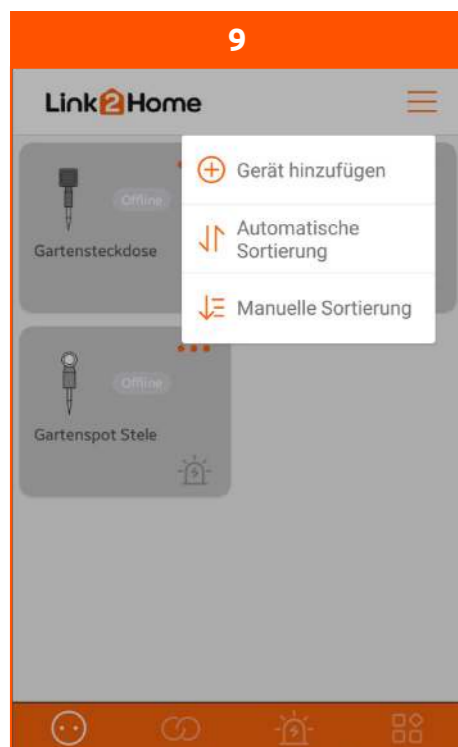 9
Link2Home
Gerät hinzufügen
Offline
Gartensteckdose
Automatische
Sortierung
Manuelle Sortierung
Offline
Gartenspot Stele